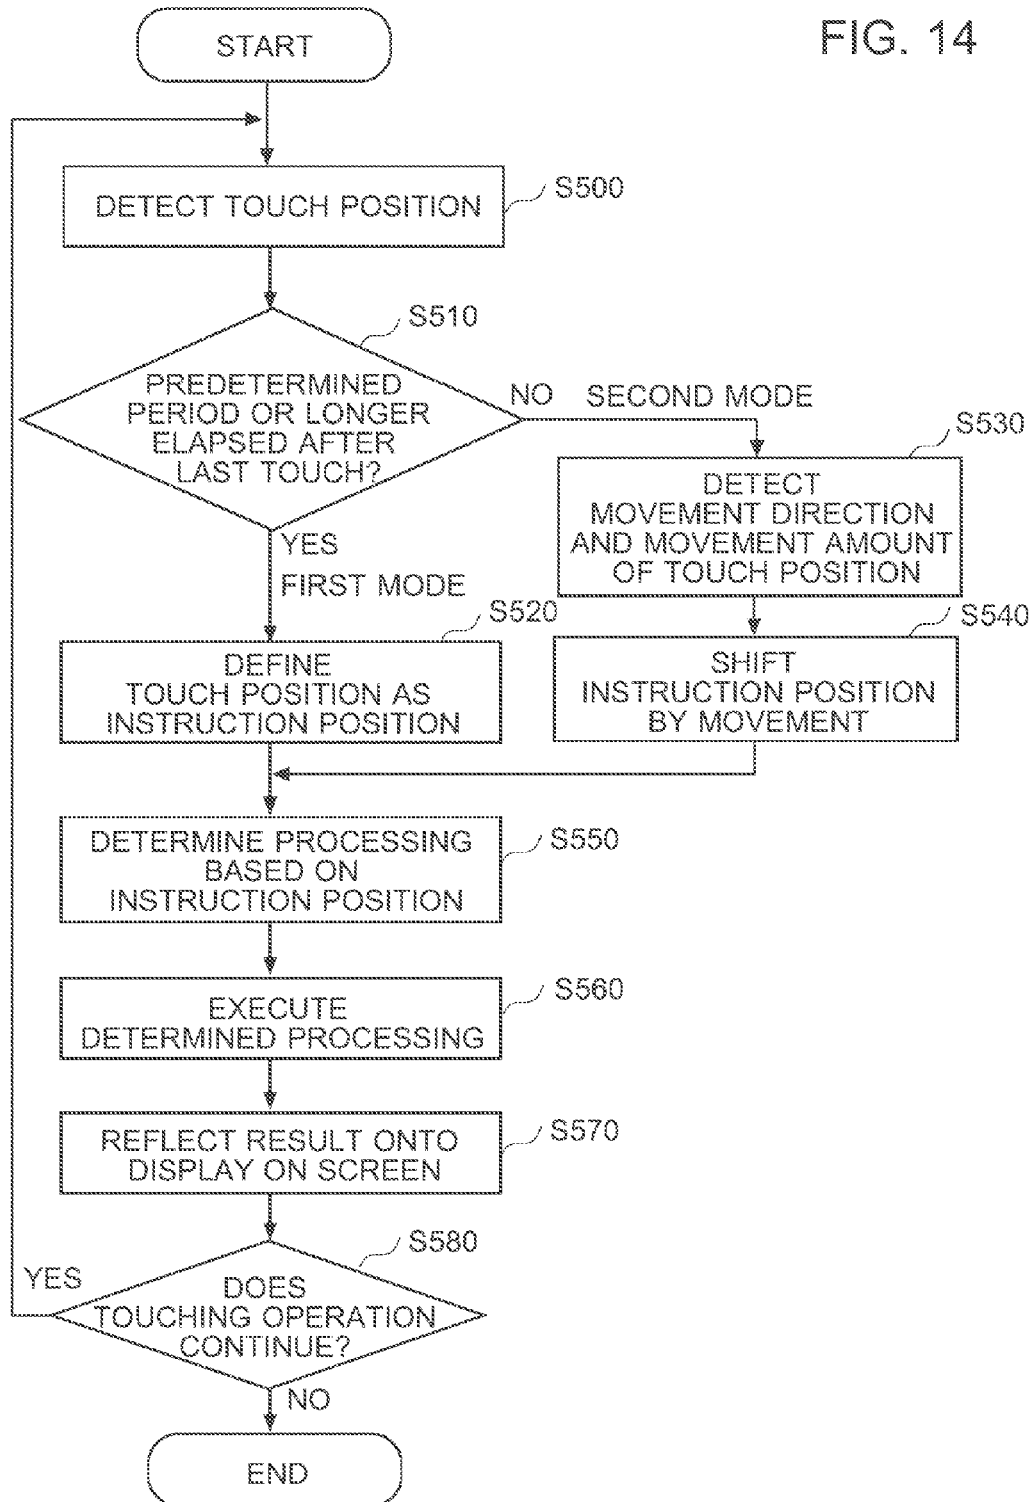 FIG. 14
START
DETECT TOUCH POSITION
S500
S510
PREDETERMINED
PERIOD OR LONGER
ELAPSED AFTER
LAST TOUCH?
NO
SECOND MODE
YES
FIRST MODE
S530
DETECT
MOVEMENT DIRECTION
AND MOVEMENT AMOUNT
OF TOUCH POSITION
S520
DEFINE
TOUCH POSITION AS
INSTRUCTION POSITION
S540
SHIFT
INSTRUCTION POSITION
BY MOVEMENT
DETERMINE PROCESSING
BASED ON
INSTRUCTION POSITION
S550
EXECUTE
DETERMINED PROCESSING
S560
REFLECT RESULT ONTO
DISPLAY ON SCREEN
S570
S580
YES
DOES
TOUCHING OPERATION
CONTINUE?
NO
END